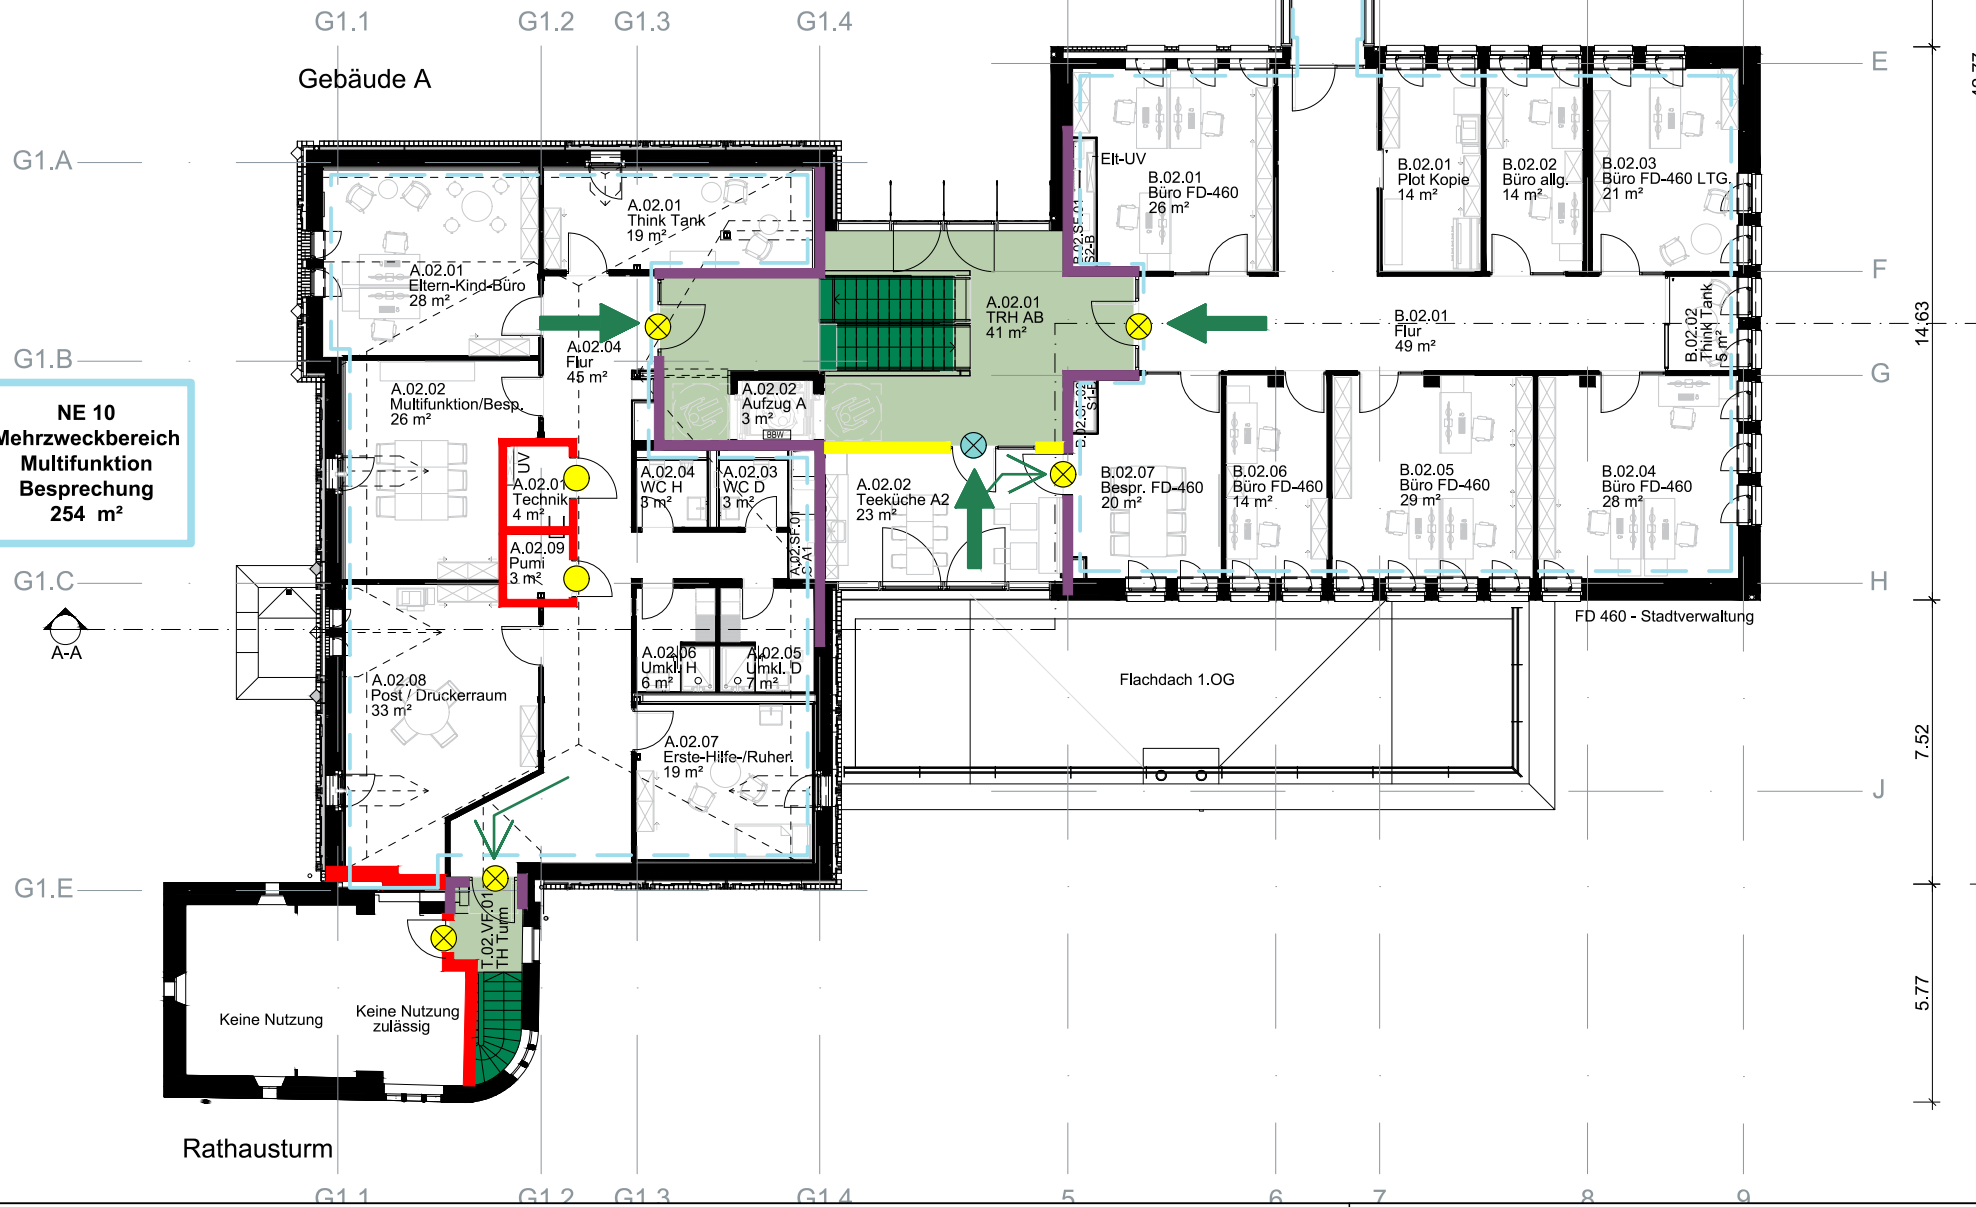 G1.1
G1.2
G1.3
G1.4
Gebäude A
E
G1.A
F
G1.B
G
G1.C
H
J
G1.E
14.63
7.52
5.77
NE 10
Mehrzweckbereich
Multifunktion
Besprechung
254 m²
A-A
A.02.01
Eltern-Kind-Büro
28 m²
A.02.01
Think Tank
19 m²
A.02.04
Flur
45 m²
A.02.02
Multifunktion/Besp.
26 m²
UV
A.02.01
Technik
4 m²
A.02.09
Pumi
3 m²
A.02.02
Aufzug A
3 m²
BBW
A.02.04
WC H
3 m²
A.02.03
WC D
3 m²
A.02.SF.01
S-A1
A.02.06
Umkl. H
6 m²
A.02.05
Umkl. D
7 m²
A.02.08
Post / Druckerraum
33 m²
A.02.07
Erste-Hilfe-/Ruher.
19 m²
A.02.01
TRH AB
41 m²
A.02.02
Teeküche A2
23 m²
Elt-UV
B.02.SF.01
S2-B
B.02.01
Büro FD-460
26 m²
B.02.01
Plot Kopie
14 m²
B.02.02
Büro allg.
14 m²
B.02.03
Büro FD-460 LTG.
21 m²
B.02.01
Flur
49 m²
B.02.02
Think Tank
5 m²
B.02.07
Bespr. FD-460
20 m²
B.02.06
Büro FD-460
14 m²
B.02.05
Büro FD-460
29 m²
B.02.04
Büro FD-460
28 m²
FD 460 - Stadtverwaltung
Flachdach 1.OG
T.02.VF.01
TH Turm
Keine Nutzung
Keine Nutzung
zulässig
Rathausturm
G1.1
G1.2
G1.3
G1.4
5
6
7
8
9